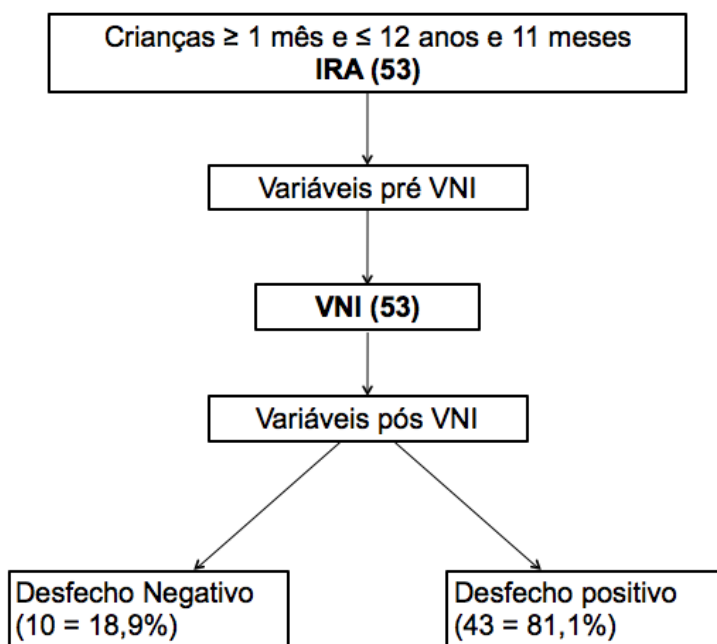 Crianças ≥ 1 mês e ≤ 12 anos e 11 meses
IRA (53)
Variáveis pré VNI
VNI (53)
Variáveis pós VNI
Desfecho Negativo
(10 = 18,9%)
Desfecho positivo
(43 = 81,1%)